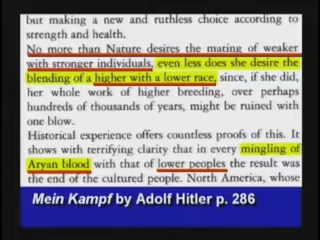 but making a new and ruthless choice according to
strength and health.
No more than Nature desires the mating of weaker
with stronger individuals, even less does she desire the
blending of a higher with a lower race, since, if she did,
her whole work of higher breeding, over perhaps
hundreds of thousands of years, might be ruined with
one blow.
Historical experience offers countless proofs of this. It
shows with terrifying clarity that in every mingling of
Aryan blood with that of lower peoples the result was
the end of the cultured people. North America, whose
Mein Kampf by Adolf Hitler p. 286